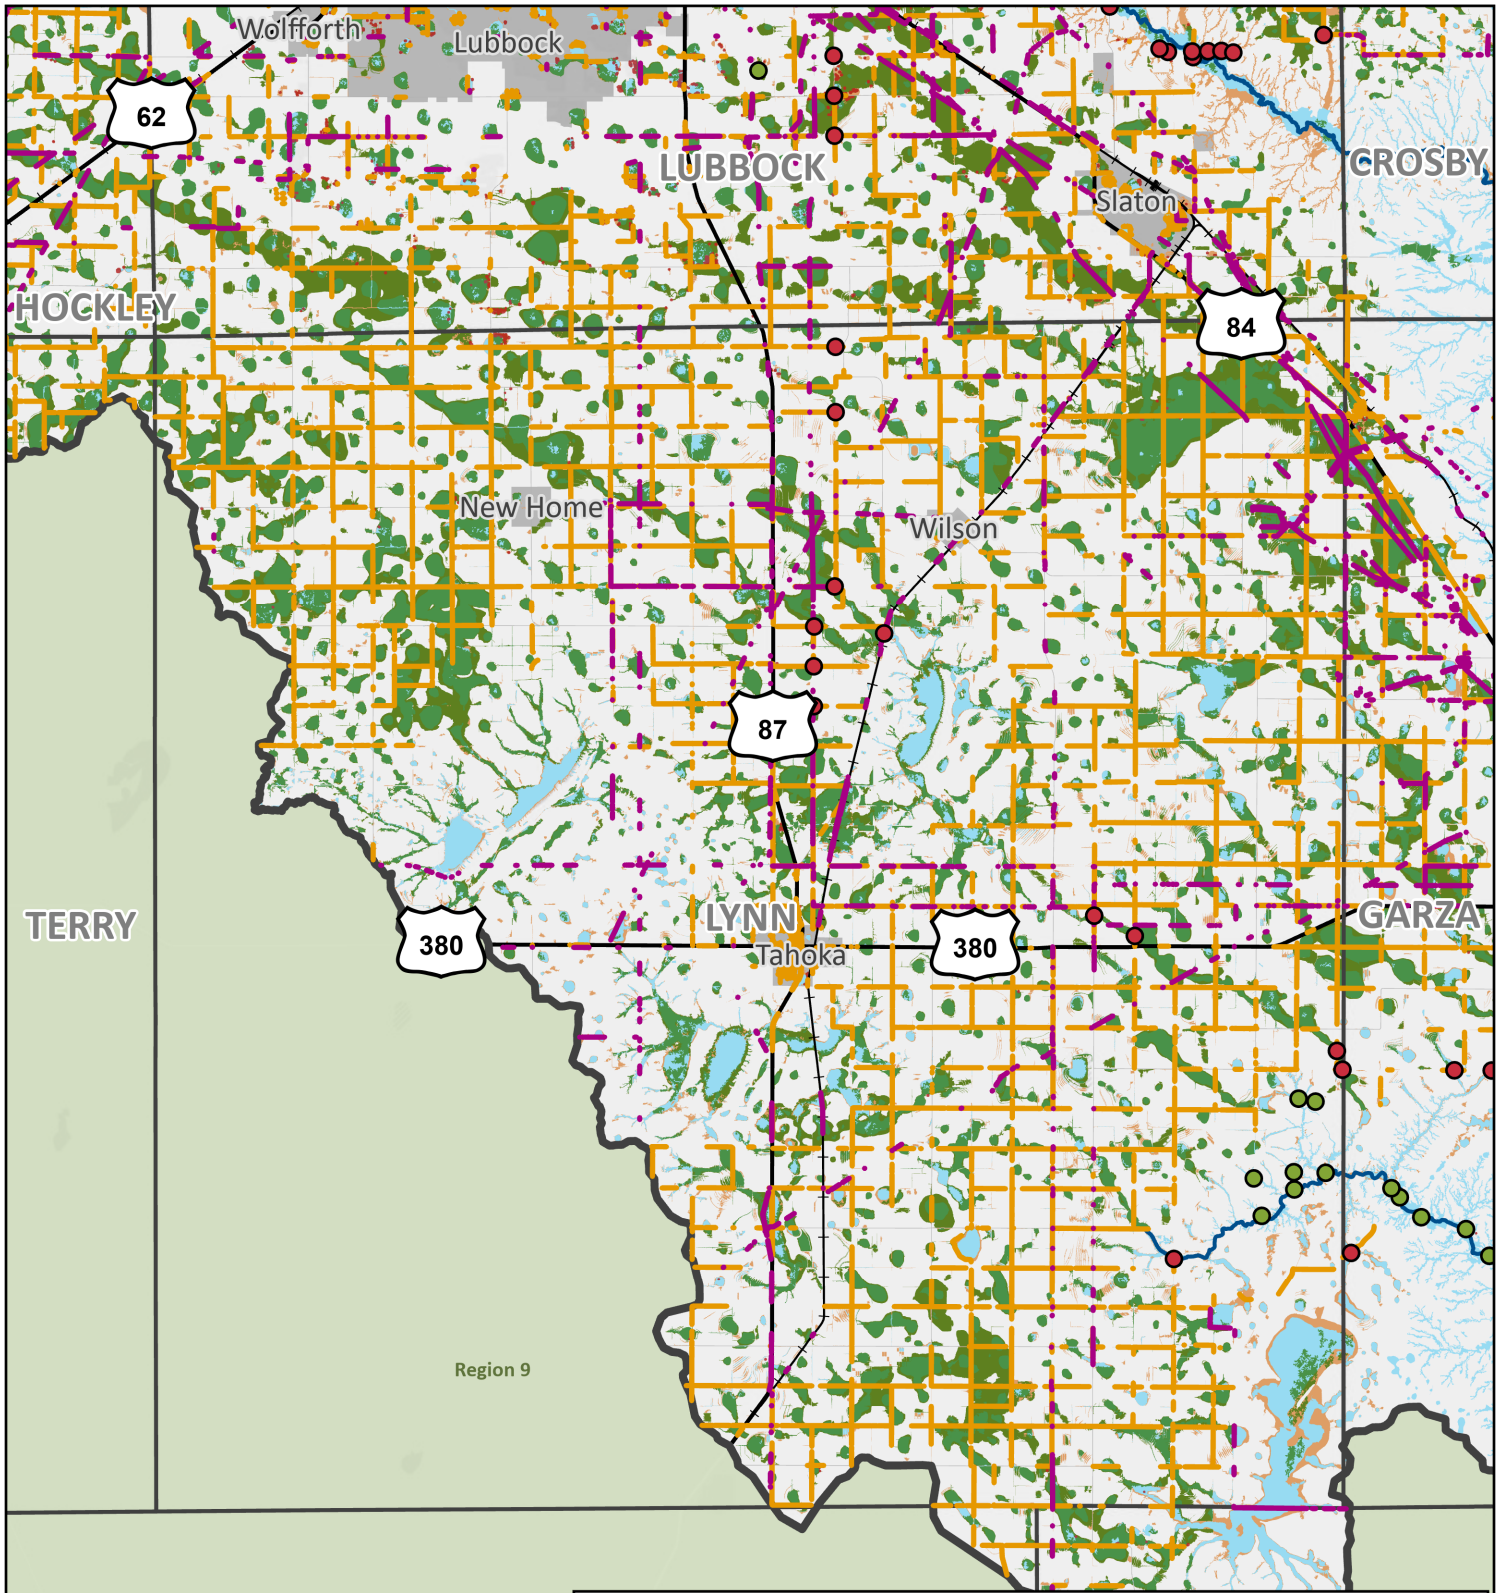 Wolfforth
Lubbock
62
LUBBOCK
CROSBY
Slaton
HOCKLEY
84
New Home
Wilson
87
TERRY
LYNN
GARZA
380
380
Tahoka
Region 9